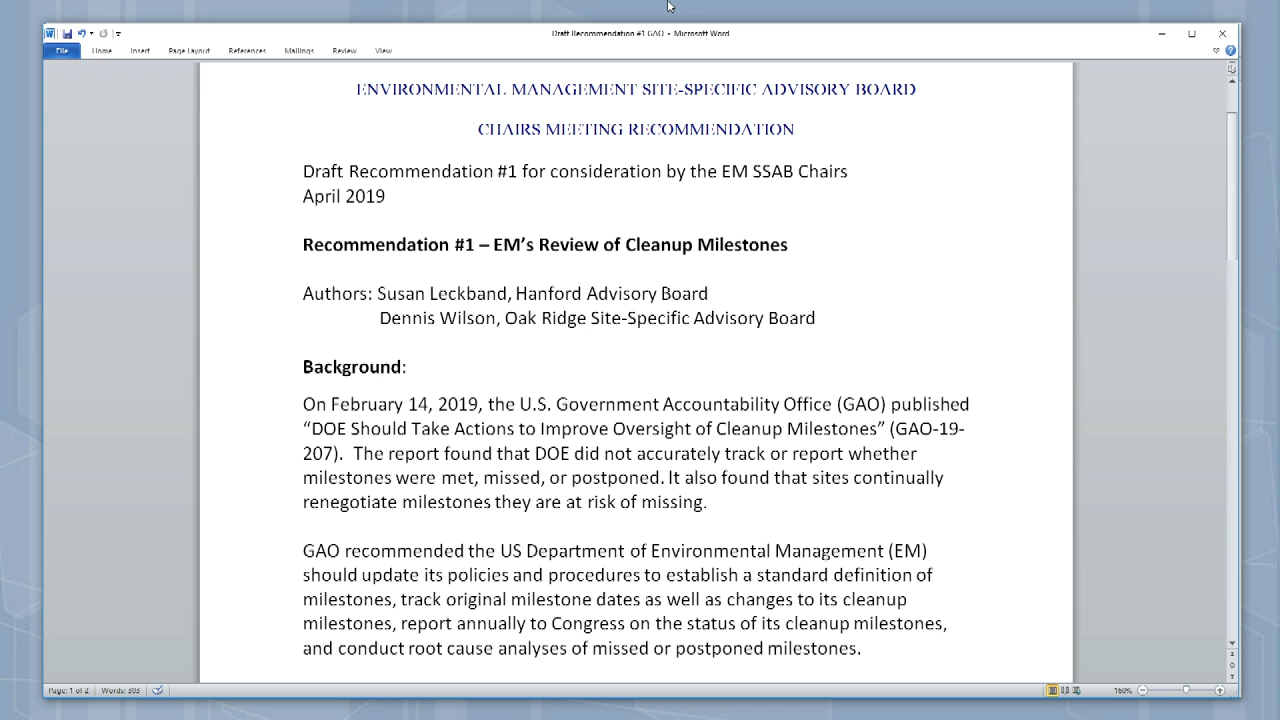 Draft Recommendation #1 GAO - Microsoft Word
File Home Insert Page Layout References Mailings Review View
ENVIRONMENTAL MANAGEMENT SITE-SPECIFIC ADVISORY BOARD
CHAIRS MEETING RECOMMENDATION
Draft Recommendation #1 for consideration by the EM SSAB Chairs
April 2019
Recommendation #1 – EM’s Review of Cleanup Milestones
Authors: Susan Leckband, Hanford Advisory Board
Dennis Wilson, Oak Ridge Site-Specific Advisory Board
Background:
On February 14, 2019, the U.S. Government Accountability Office (GAO) published
“DOE Should Take Actions to Improve Oversight of Cleanup Milestones” (GAO-19-
207).  The report found that DOE did not accurately track or report whether
milestones were met, missed, or postponed. It also found that sites continually
renegotiate milestones they are at risk of missing.
GAO recommended the US Department of Environmental Management (EM)
should update its policies and procedures to establish a standard definition of
milestones, track original milestone dates as well as changes to its cleanup
milestones, report annually to Congress on the status of its cleanup milestones,
and conduct root cause analyses of missed or postponed milestones.
Page: 1 of 2 Words: 303 160%